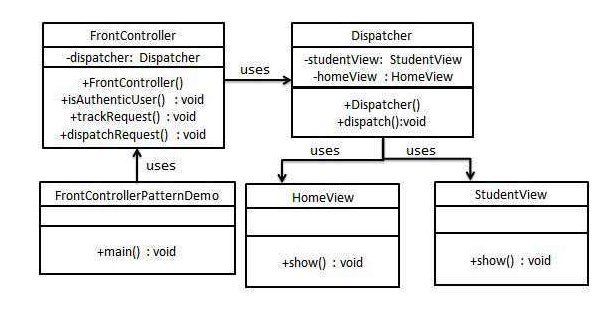 FrontController
-dispatcher: Dispatcher
+FrontController()
+isAuthenticUser() : void
+trackRequest() : void
+dispatchRequest() : void
uses
Dispatcher
-studentView: StudentView
-homeView : HomeView
+Dispatcher()
+dispatch():void
uses
uses
uses
FrontControllerPatternDemo
+main() : void
HomeView
+show() : void
StudentView
+show() : void